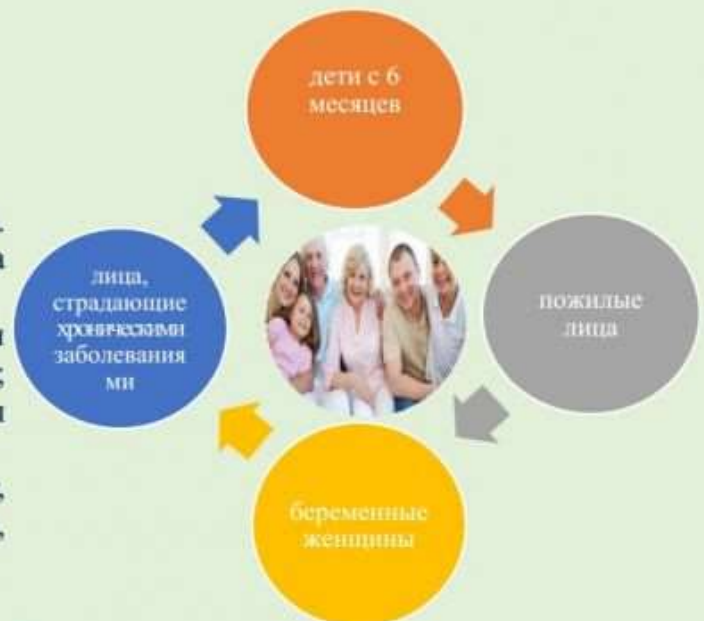 дети с 6
месяцев
пожилые
лица
беременные
женщины
лица,
страдающие
хроническими
заболевания
ми